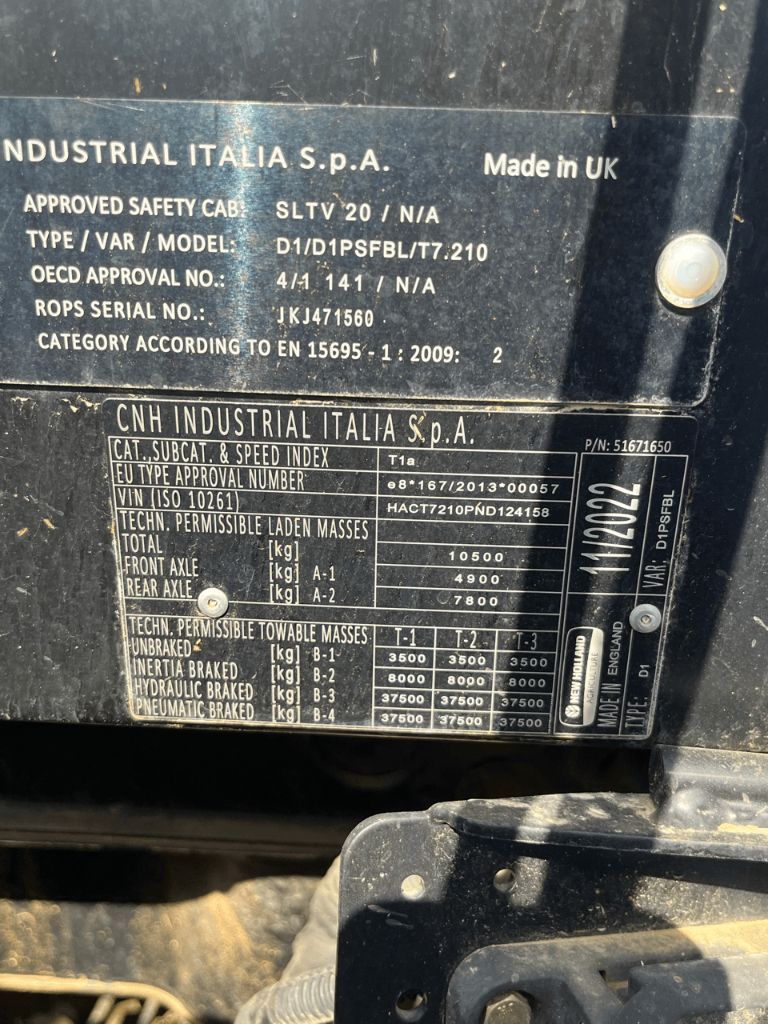 NDUSTRIAL ITALIA S.p.A. Made in UK
APPROVED SAFETY CAB: SLTV 20 / N/A
TYPE / VAR / MODEL: D1/D1PSFBL/T7.210
OECD APPROVAL NO.: 4/1 141 / N/A
ROPS SERIAL NO.: JKJ471560
CATEGORY ACCORDING TO EN 15695 - 1 : 2009: 2
CNH INDUSTRIAL ITALIA S.p.A.
P/N: 51671650
CAT.,SUBCAT. & SPEED INDEX T1a
EU TYPE APPROVAL NUMBER e8*167/2013*00057
VIN (ISO 10261) HACT7210PND124158
TECHN. PERMISSIBLE LADEN MASSES
TOTAL [kg] 10500
FRONT AXLE [kg] A-1 4900
REAR AXLE [kg] A-2 7800
TECHN. PERMISSIBLE TOWABLE MASSES T-1 T-2 T-3
UNBRAKED [kg] B-1 3500 3500 3500
INERTIA BRAKED [kg] B-2 8000 8000 8000
HYDRAULIC BRAKED [kg] B-3 37500 37500 37500
PNEUMATIC BRAKED [kg] B-4 37500 37500 37500
11/2022
NEW HOLLAND
AGRICULTURE
MADE IN ENGLAND
TYPE: D1
VAR: D1PSFBL